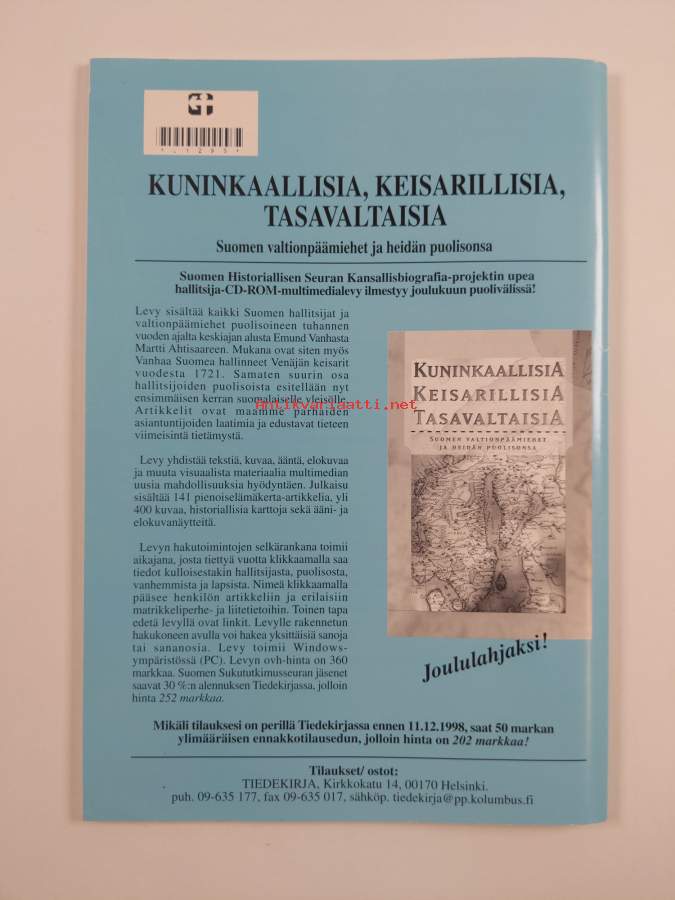 KUNINKAALLISIA, KEISARILLISIA,
TASAVALTAISIA
Suomen valtionpäämiehet ja heidän puolisonsa
Suomen Historiallisen Seuran Kansallisbiografia-projektin upea
hallitsija-CD-ROM-multimedialevy ilmestyy joulukuun puolivälissä!
Levy sisältää kaikki Suomen hallitsijat ja
valtionpäämiehet puolisoineen tuhannen
vuoden ajalta keskiajan alusta Emund Vanhasta
Martti Ahtisaareen. Mukana ovat siten myös
Vanhaa Suomea hallinneet Venäjän keisarit
vuodesta 1721. Samaten suurin osa
hallitsijoiden puolisoista esitellään nyt
ensimmäisen kerran suomalaiselle yleisölle.
Artikkelit ovat maamme parhaiden
asiantuntijoiden laatimia ja edustavat tieteen
viimeisintä tietämystä.
Levy yhdistää tekstiä, kuvaa, ääntä, elokuvaa
ja muuta visuaalista materiaalia multimedian
uusia mahdollisuuksia hyödyntäen. Julkaisu
sisältää 141 pienoiselämäkerta-artikkelia, yli
400 kuvaa, historiallisia karttoja sekä ääni- ja
elokuvanäytteitä.
Levyn hakutoimintojen selkärankana toimii
aikajana, josta tiettyä vuotta klikkaamalla saa
tiedot kulloisestakin hallitsijasta, puolisosta,
vanhemmista ja lapsista. Nimeä klikkaamalla
pääsee henkilön artikkeliin ja erilaisiin
matrikkeliperhe- ja liitetietoihin. Toinen tapa
edetä levyllä ovat linkit. Levylle rakennetun
hakukoneen avulla voi hakea yksittäisiä sanoja
tai sananosia. Levy toimii Windows-
ympäristössä (PC). Levyn ovh-hinta on 360
markkaa. Suomen Sukututkimusseuran jäsenet
saavat 30 %:n alennuksen Tiedekirjassa, jolloin
hinta 252 markkaa.
KUNINKAALLISIA
KEISARILLISIA
TASAVALTAISIA
SUOMEN VALTIONPÄÄMIEHET
JA HEIDÄN PUOLISONSA
Joululahjaksi!
Antikvariaatti.net
Mikäli tilauksesi on perillä Tiedekirjassa ennen 11.12.1998, saat 50 markan
ylimääräisen ennakkotilausedun, jolloin hinta on 202 markkaa!
Tilaukset/ ostot:
TIEDEKIRJA, Kirkkokatu 14, 00170 Helsinki.
puh. 09-635 177, fax 09-635 017, sähköp. tiedekirja@pp.kolumbus.fi